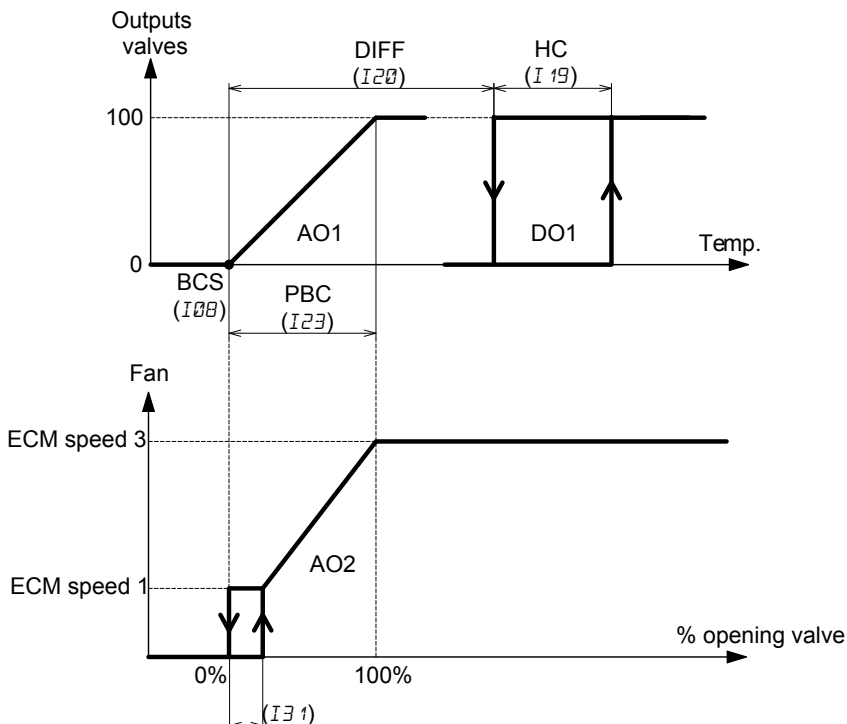 Outputs
valves
DIFF
(I20)
HC
(I19)
100
AO1
DO1
Temp.
0
BCS
(I08)
PBC
(I23)
Fan
ECM speed 3
AO2
ECM speed 1
% opening valve
0%
100%
(I31)